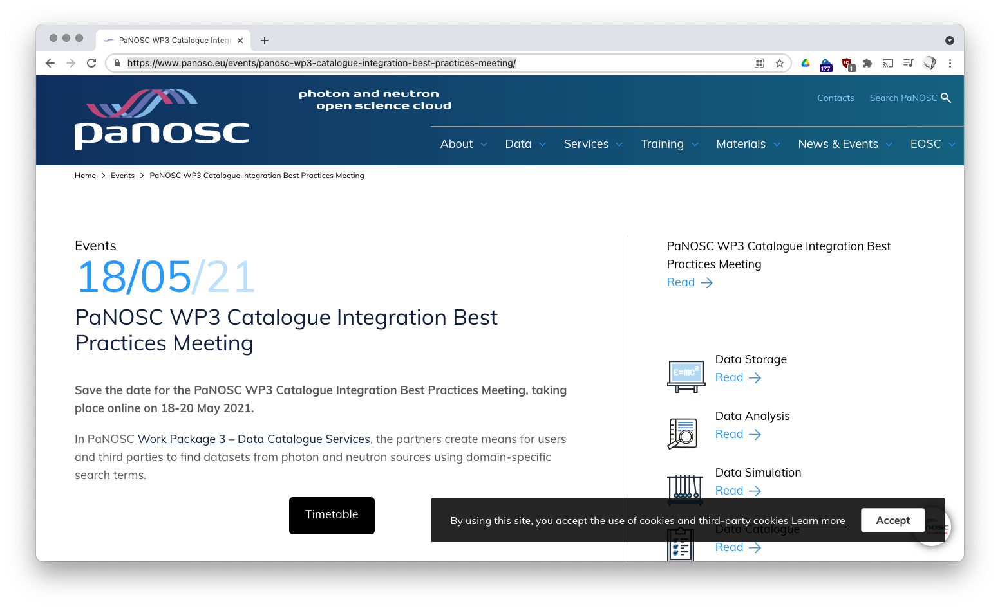 PaNOSC WP3 Catalogue Integ
https://www.panosc.eu/events/panosc-wp3-catalogue-integration-best-practices-meeting/
177
1
panosc
photon and neutron
open science cloud
Contacts
Search PaNOSC
About
Data
Services
Training
Materials
News & Events
EOSC
Home > Events > PaNOSC WP3 Catalogue Integration Best Practices Meeting
Events
18/05/21
PaNOSC WP3 Catalogue Integration Best
Practices Meeting
Save the date for the PaNOSC WP3 Catalogue Integration Best Practices Meeting, taking
place online on 18-20 May 2021.
In PaNOSC Work Package 3 – Data Catalogue Services, the partners create means for users
and third parties to find datasets from photon and neutron sources using domain-specific
search terms.
Timetable
PaNOSC WP3 Catalogue Integration Best
Practices Meeting
Read
E=mc²
Data Storage
Read
Data Analysis
Read
Data Simulation
Read
Data Catalogue
Read
By using this site, you accept the use of cookies and third-party cookies Learn more
Accept